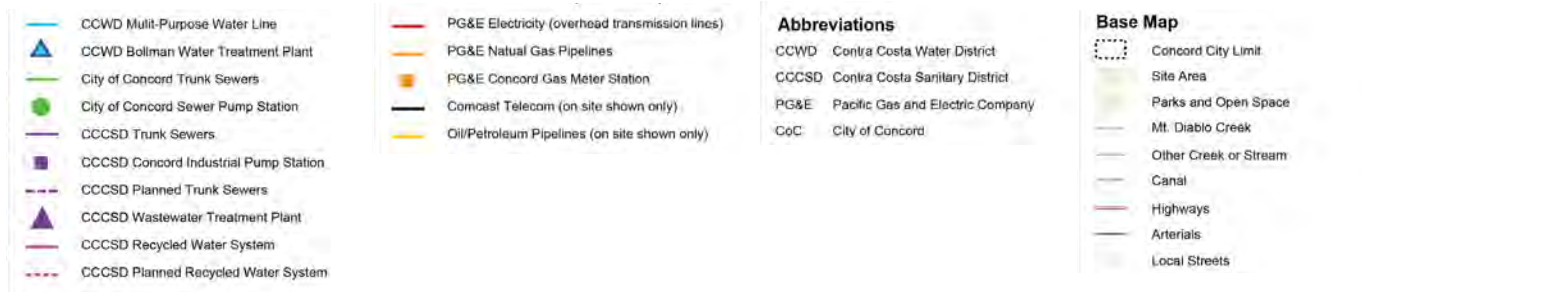 CCWD Mulit-Purpose Water Line
CCWD Bollman Water Treatment Plant
City of Concord Trunk Sewers
City of Concord Sewer Pump Station
CCCSD Trunk Sewers
CCCSD Concord Industrial Pump Station
CCCSD Planned Trunk Sewers
CCCSD Wastewater Treatment Plant
CCCSD Recycled Water System
CCCSD Planned Recycled Water System
PG&E Electricity (overhead transmission lines)
PG&E Natual Gas Pipelines
PG&E Concord Gas Meter Station
Comcast Telecom (on site shown only)
Oil/Petroleum Pipelines (on site shown only)
Abbreviations
CCWD Contra Costa Water District
CCCSD Contra Costa Sanitary District
PG&E Pacific Gas and Electric Company
CoC City of Concord
Base Map
Concord City Limit
Site Area
Parks and Open Space
Mt. Diablo Creek
Other Creek or Stream
Canal
Highways
Arterials
Local Streets